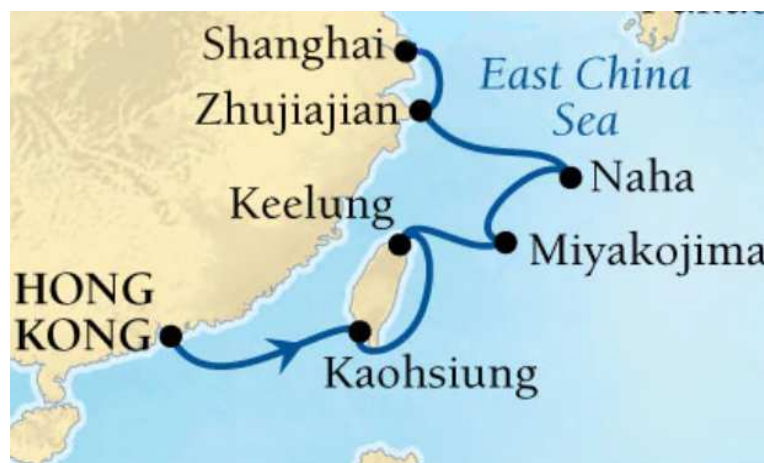 Shanghai
East China
Sea
Zhujiajian
Naha
Keelung
Miyakojima
HONG
KONG
Kaohsiung